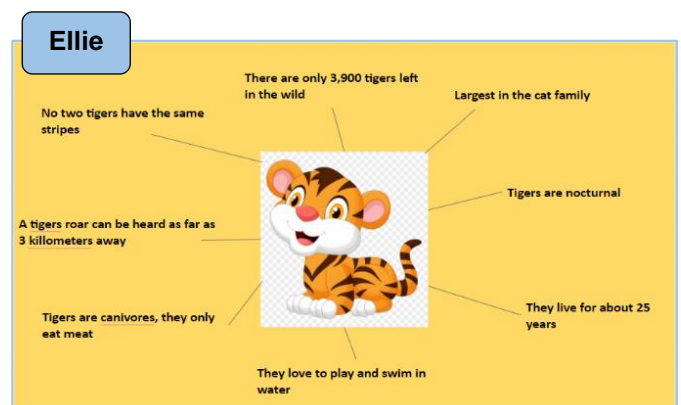 Ellie
There are only 3,900 tigers left
in the wild
Largest in the cat family
No two tigers have the same
stripes
Tigers are nocturnal
A tigers roar can be heard as far as
3 killometers away
They live for about 25
years
Tigers are canivores, they only
eat meat
They love to play and swim in
water